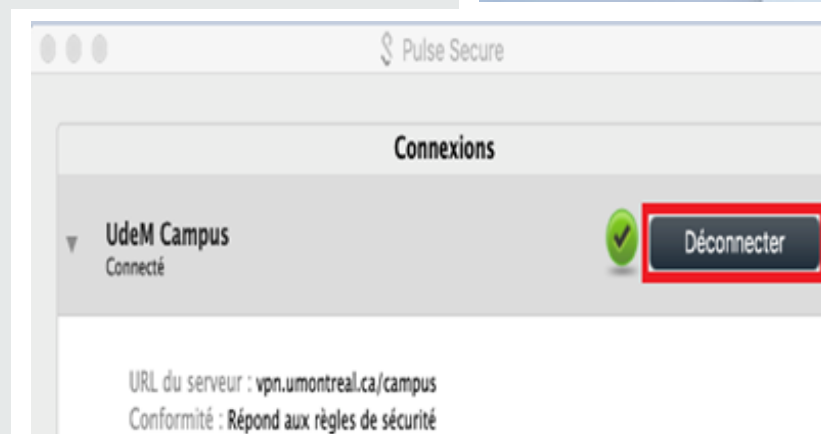 Pulse Secure
Connexions
UdeM Campus
Connecté
Déconnecter
URL du serveur : vpn.umontreal.ca/campus
Conformité : Répond aux règles de sécurité